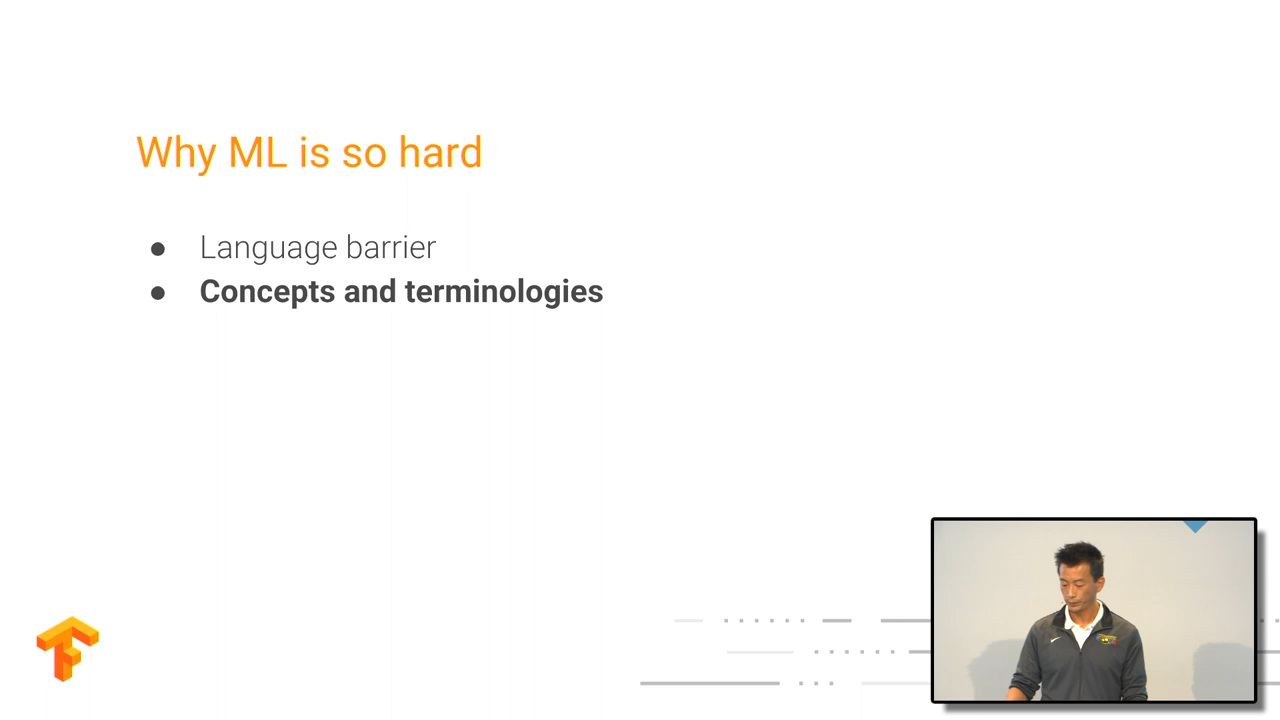 Why ML is so hard
● Language barrier
● Concepts and terminologies